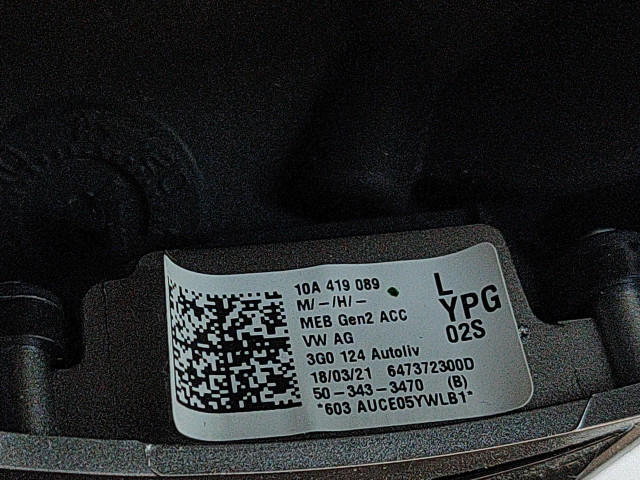 10A 419 089
M/-/H/-
MEB Gen2 ACC
VW AG
3G0 124 Autoliv
18/03/21 647372300D
50-343-3470 (B)
*603 AUCE05YWLB1*
L
YPG
02S